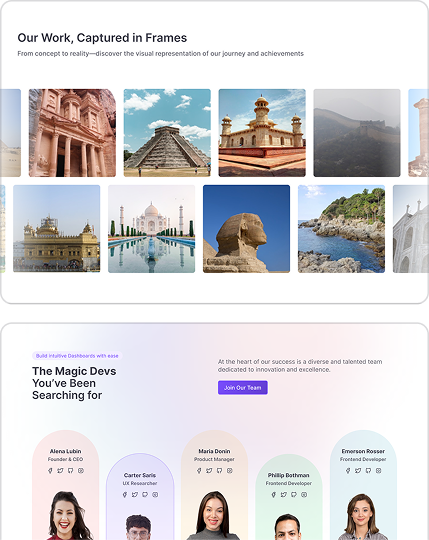 Our Work, Captured in Frames
From concept to reality—discover the visual representation of our journey and achievements
Build Intuitive Dashboards with ease
The Magic Devs
You've Been
Searching for
At the heart of our success is a diverse and talented team
dedicated to innovation and excellence.
Join Our Team
Alena Lubin
Founder & CEO
Carter Saris
UX Researcher
Maria Donin
Product Manager
Phillip Bothman
Frontend Developer
Emerson Rosser
Frontend Developer